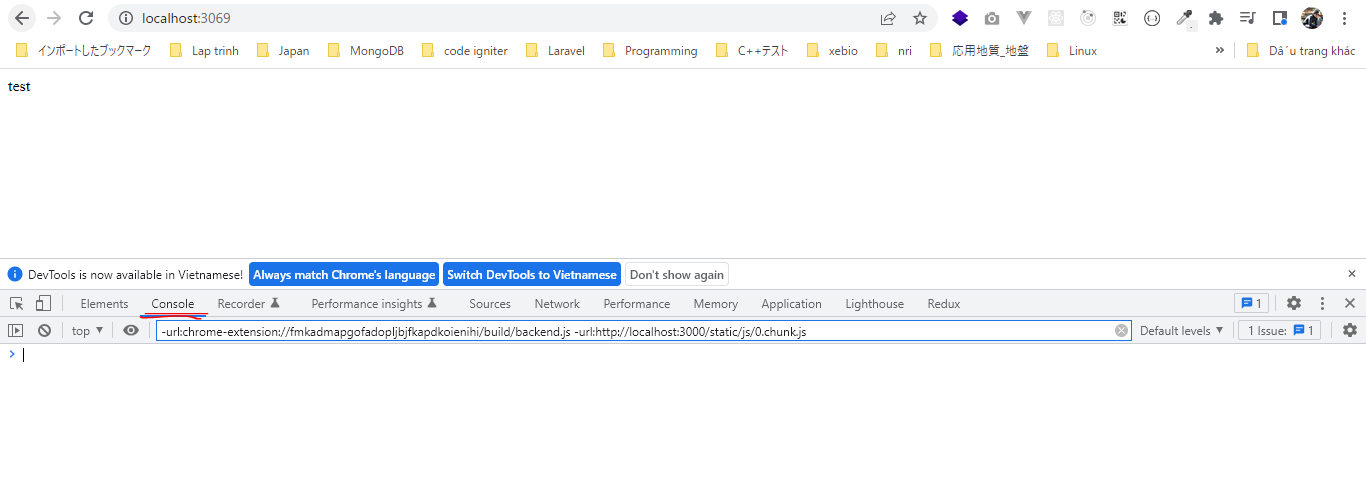 localhost:3069
インポートしたブックマーク Lap trinh Japan MongoDB code igniter Laravel Programming C++テスト xebio nri 応用地質_地盤 Linux » Dấu trang khác
test
DevTools is now available in Vietnamese! Always match Chrome's language Switch DevTools to Vietnamese Don't show again
Elements Console Recorder Performance insights Sources Network Performance Memory Application Lighthouse Redux 1
top -url:chrome-extension://fmkadmapgofadopljbjfkapdkoienihi/build/backend.js -url:http://localhost:3000/static/js/0.chunk.js Default levels 1 Issue: 1